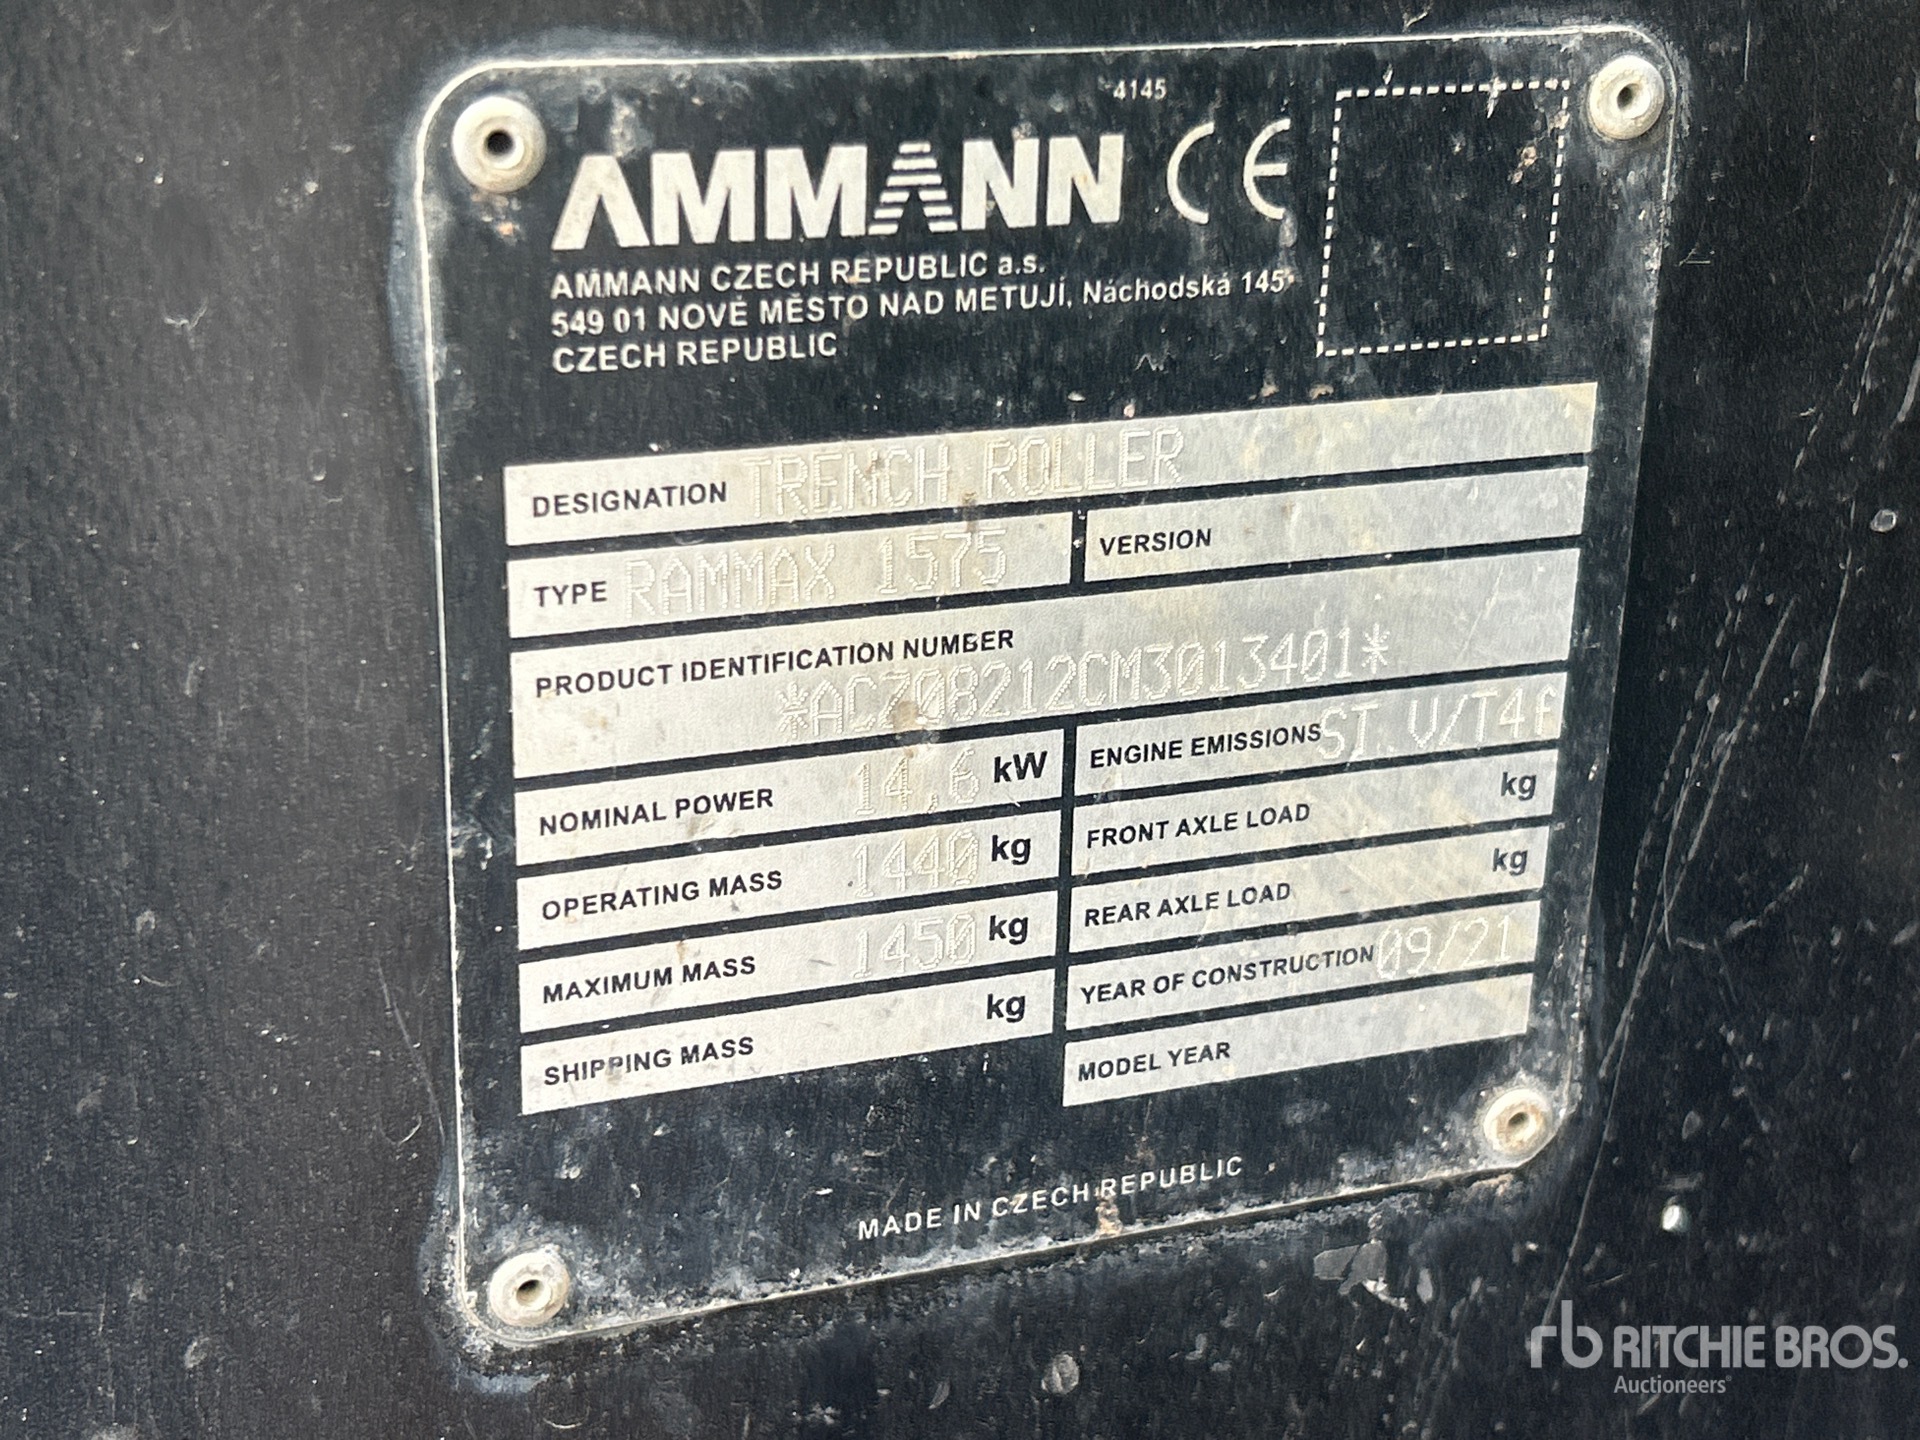 4145
AMMANN CE
AMMANN CZECH REPUBLIC a.s.
549 01 NOVÉ MĚSTO NAD METUJÍ, Náchodská 145
CZECH REPUBLIC
DESIGNATION TRENCH ROLLER
TYPE RAMMAX 1575 VERSION
PRODUCT IDENTIFICATION NUMBER
*ACZ08212CM3013401*
NOMINAL POWER 14,6 kW ENGINE EMISSIONS ST.V/T4f
OPERATING MASS 1440 kg FRONT AXLE LOAD kg
MAXIMUM MASS 1450 kg REAR AXLE LOAD kg
SHIPPING MASS kg YEAR OF CONSTRUCTION 09/21
MODEL YEAR
MADE IN CZECH REPUBLIC
rb RITCHIE BROS.
Auctioneers